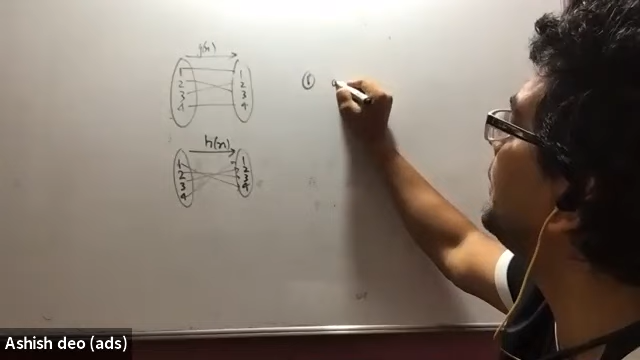 g(x)
1 1
2 2
3 3
4 4
h(x)
1 1
2 2
3 3
4 4
Ashish deo (ads)